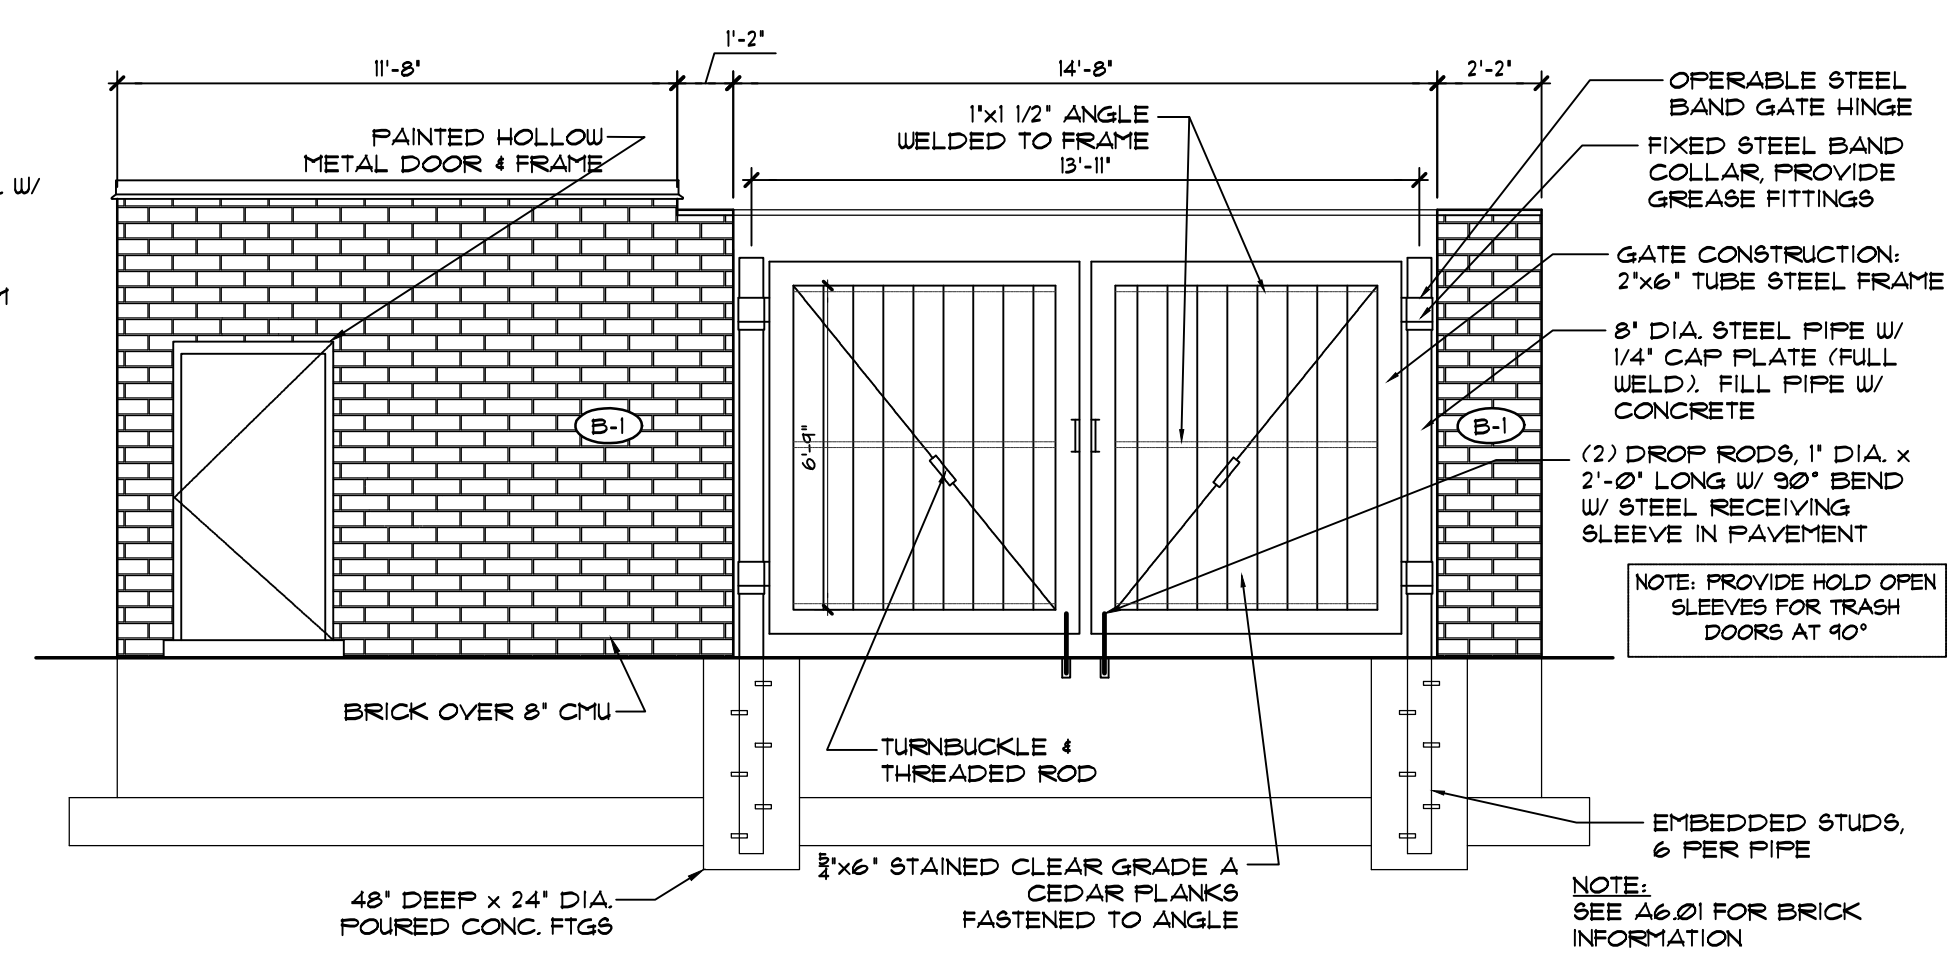 1'-2"
11'-8"
14'-8"
2'-2"
PAINTED HOLLOW
METAL DOOR & FRAME
1"x1 1/2" ANGLE
WELDED TO FRAME
13'-11"
OPERABLE STEEL
BAND GATE HINGE
FIXED STEEL BAND
COLLAR, PROVIDE
GREASE FITTINGS
W/
GATE CONSTRUCTION:
2"x6" TUBE STEEL FRAME
8" DIA. STEEL PIPE W/
1/4" CAP PLATE (FULL
WELD). FILL PIPE W/
CONCRETE
B-1
B-1
6'-9"
(2) DROP RODS, 1" DIA. x
2'-0" LONG W/ 90° BEND
W/ STEEL RECEIVING
SLEEVE IN PAVEMENT
NOTE: PROVIDE HOLD OPEN
SLEEVES FOR TRASH
DOORS AT 90°
BRICK OVER 8" CMU
TURNBUCKLE &
THREADED ROD
EMBEDDED STUDS,
6 PER PIPE
5/4"x6" STAINED CLEAR GRADE A
CEDAR PLANKS
FASTENED TO ANGLE
48" DEEP x 24" DIA.
POURED CONC. FTGS
NOTE:
SEE A6.01 FOR BRICK
INFORMATION